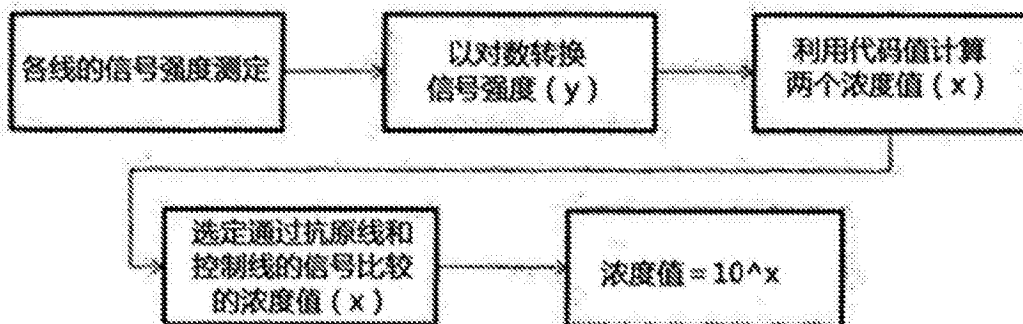 各线的信号强度测定
以对数转换
信号强度(y)
利用代码值计算
两个浓度值(x)
选定通过抗原线和
控制线的信号比较
的浓度值(x)
浓度值=10^x